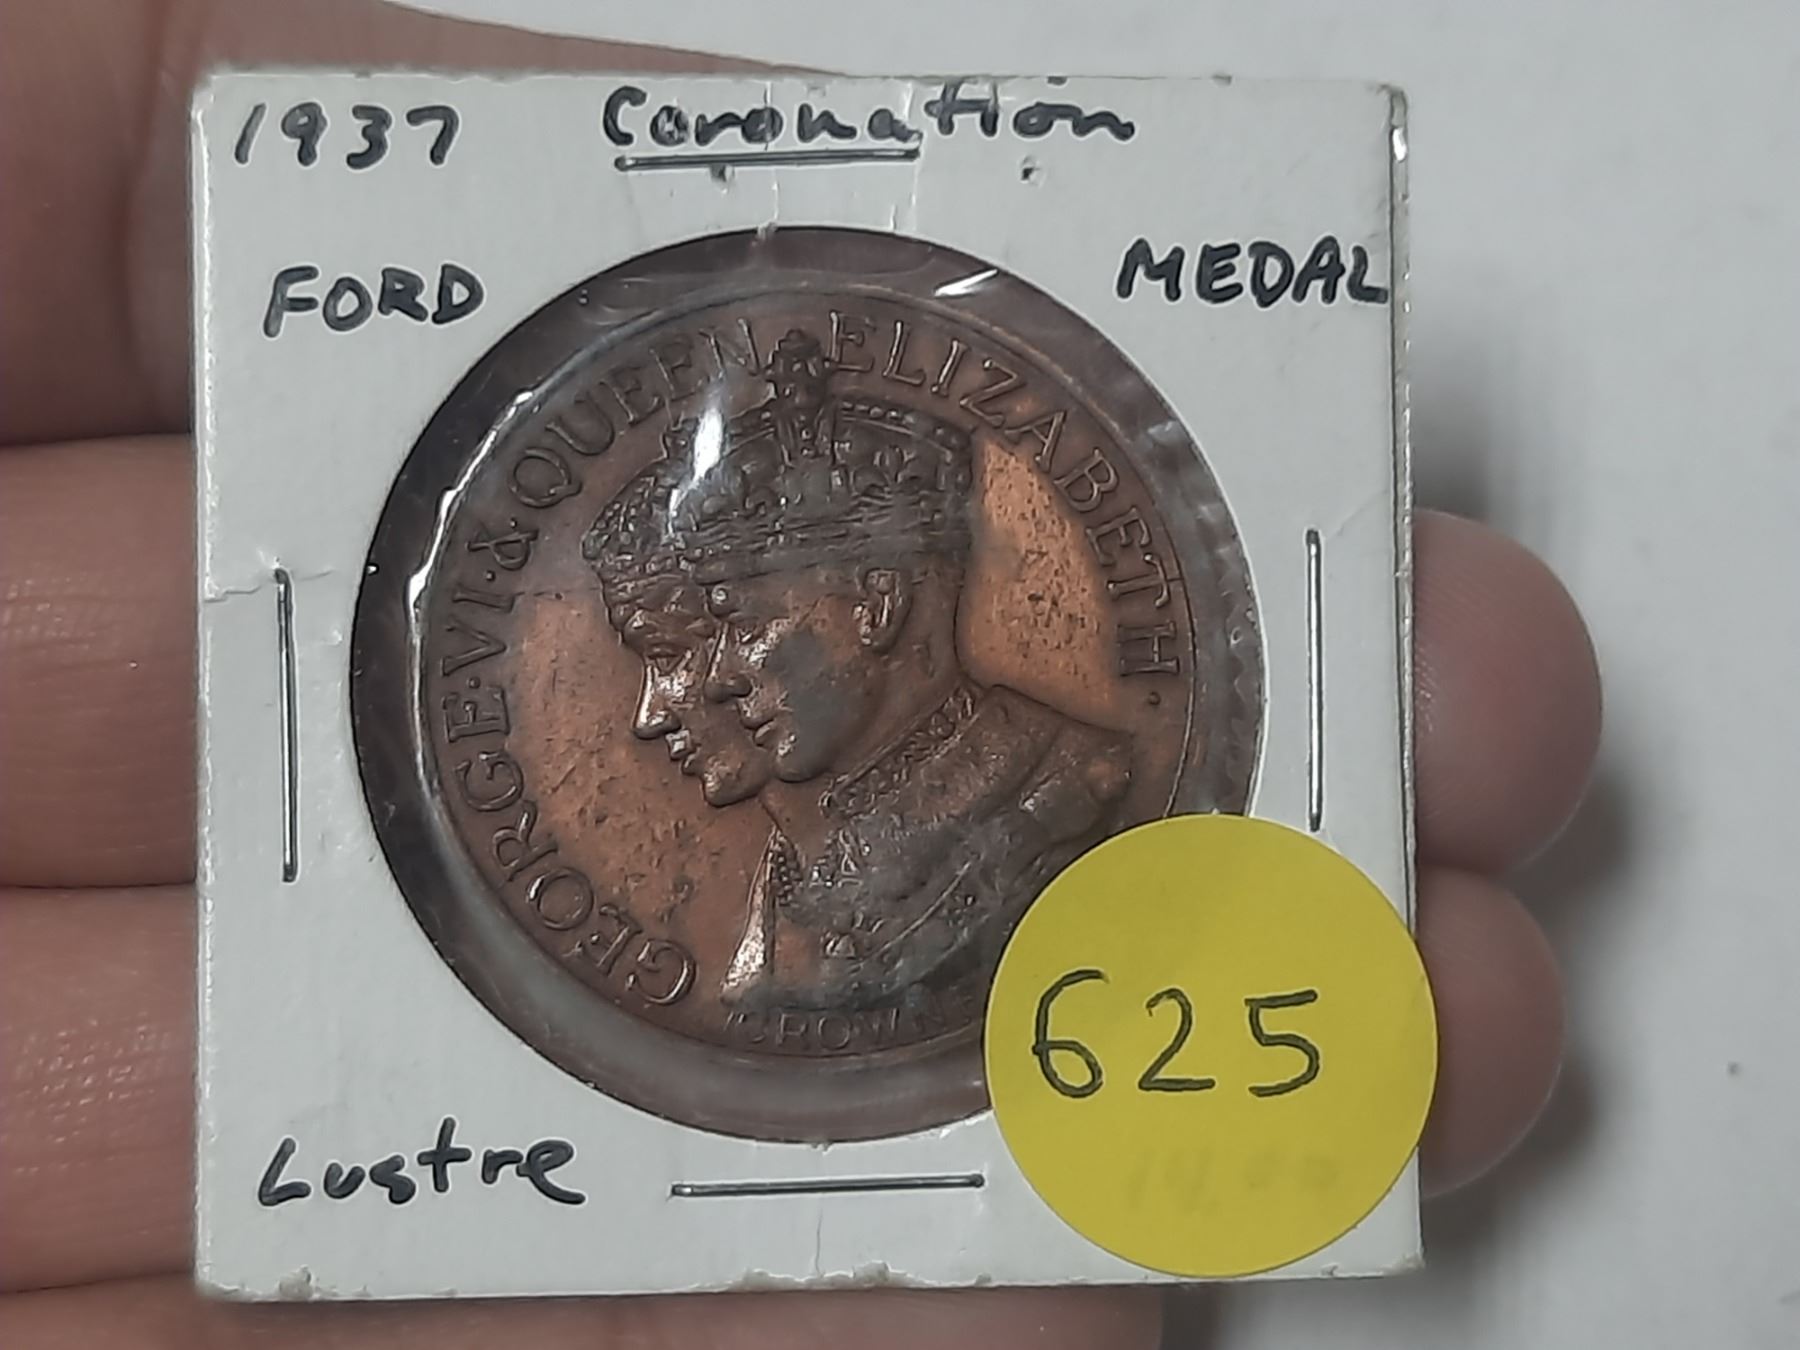 1937 Coronation
FORD MEDAL
GEORGE·VI·& QUEEN ELIZABETH·
CROWNE
625
Lustre